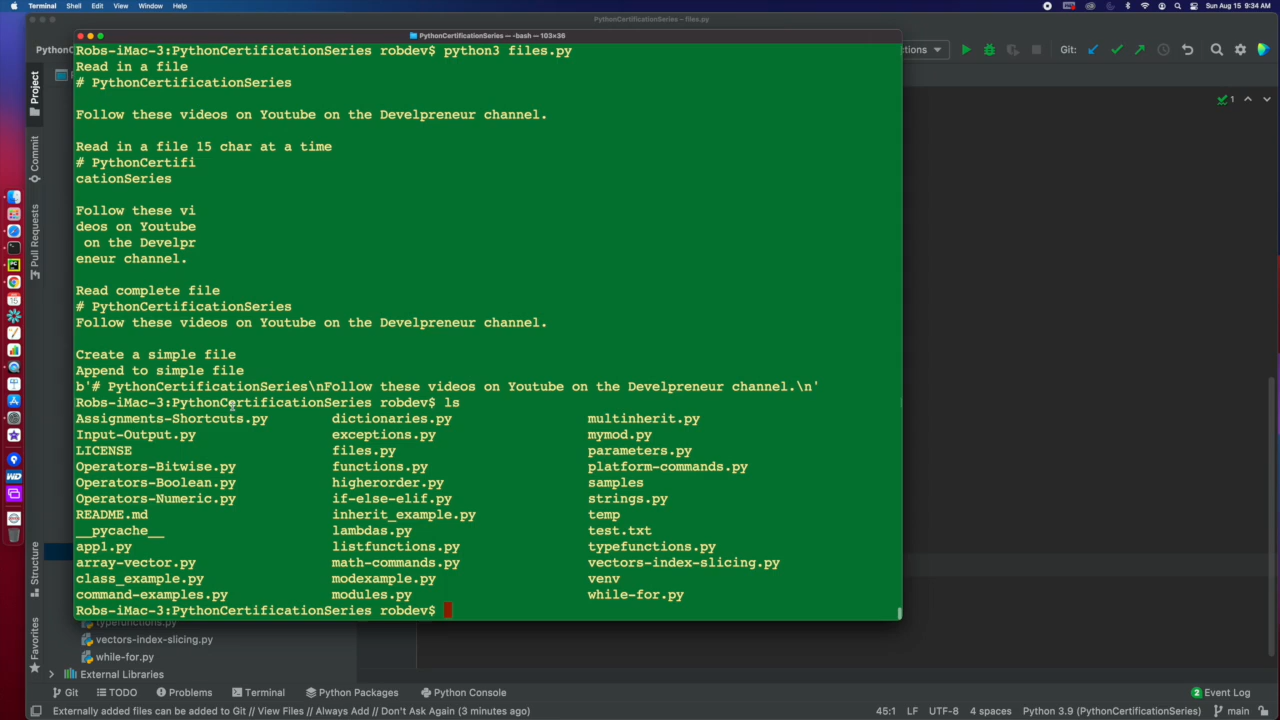 Terminal Shell Edit View Window Help
Sun Aug 15 9:34 AM
PythonCertificationSeries – files.py
PythonCertificationSeries — -bash — 103×36
Git:
Robs-iMac-3:PythonCertificationSeries robdev$ python3 files.py
Read in a file
# PythonCertificationSeries
Follow these videos on Youtube on the Develpreneur channel.
Read in a file 15 char at a time
# PythonCertifi
cationSeries
Follow these vi
deos on Youtube
 on the Develpr
eneur channel.
Read complete file
# PythonCertificationSeries
Follow these videos on Youtube on the Develpreneur channel.
Create a simple file
Append to simple file
b'# PythonCertificationSeries\nFollow these videos on Youtube on the Develpreneur channel.\n'
Robs-iMac-3:PythonCertificationSeries robdev$ ls
Assignments-Shortcuts.py dictionaries.py multinherit.py
Input-Output.py exceptions.py mymod.py
LICENSE files.py parameters.py
Operators-Bitwise.py functions.py platform-commands.py
Operators-Boolean.py higherorder.py samples
Operators-Numeric.py if-else-elif.py strings.py
README.md inherit_example.py temp
__pycache__ lambdas.py test.txt
app1.py listfunctions.py typefunctions.py
array-vector.py math-commands.py vectors-index-slicing.py
class_example.py modexample.py venv
command-examples.py modules.py while-for.py
Robs-iMac-3:PythonCertificationSeries robdev$
Project
Commit
Pull Requests
Structure
Favorites
1
typefunctions.py
vectors-index-slicing.py
while-for.py
External Libraries
Git TODO Problems Terminal Python Packages Python Console
2 Event Log
Externally added files can be added to Git // View Files // Always Add // Don't Ask Again (3 minutes ago)
45:1 LF UTF-8 4 spaces Python 3.9 (PythonCertificationSeries) main